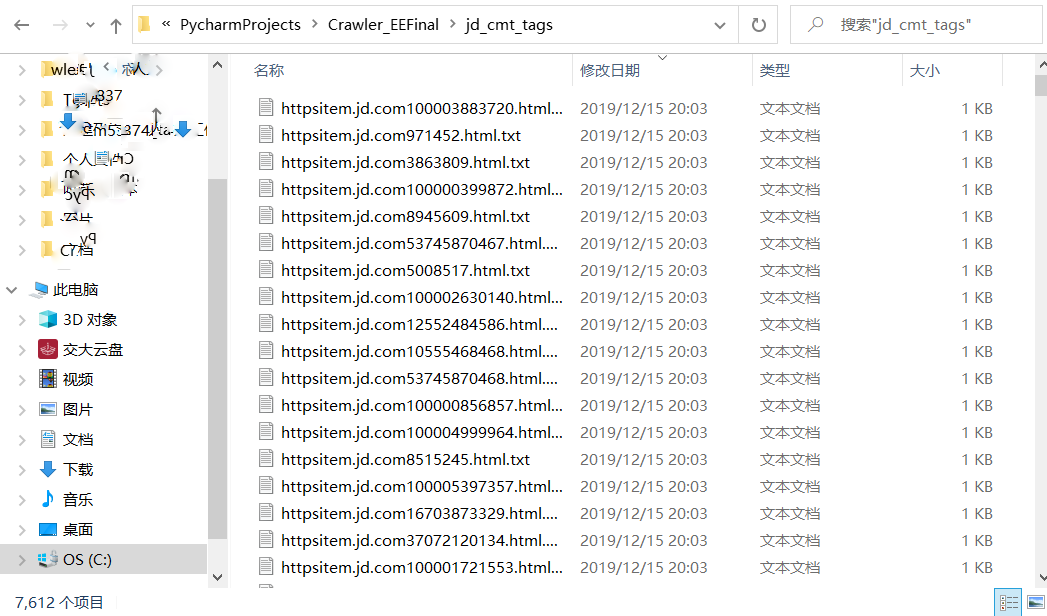 « PycharmProjects > Crawler_EEFinal > jd_cmt_tags
搜索"jd_cmt_tags"
名称 修改日期 类型 大小
httpsitem.jd.com100003883720.html... 2019/12/15 20:03 文本文档 1 KB
httpsitem.jd.com971452.html.txt 2019/12/15 20:03 文本文档 1 KB
httpsitem.jd.com3863809.html.txt 2019/12/15 20:03 文本文档 1 KB
httpsitem.jd.com100000399872.html... 2019/12/15 20:03 文本文档 1 KB
httpsitem.jd.com8945609.html.txt 2019/12/15 20:03 文本文档 1 KB
httpsitem.jd.com53745870467.html.... 2019/12/15 20:03 文本文档 1 KB
httpsitem.jd.com5008517.html.txt 2019/12/15 20:03 文本文档 1 KB
httpsitem.jd.com100002630140.html... 2019/12/15 20:03 文本文档 1 KB
httpsitem.jd.com12552484586.html.... 2019/12/15 20:03 文本文档 1 KB
httpsitem.jd.com10555468468.html.... 2019/12/15 20:03 文本文档 1 KB
httpsitem.jd.com53745870468.html.... 2019/12/15 20:03 文本文档 1 KB
httpsitem.jd.com100000856857.html... 2019/12/15 20:03 文本文档 1 KB
httpsitem.jd.com100004999964.html... 2019/12/15 20:03 文本文档 1 KB
httpsitem.jd.com8515245.html.txt 2019/12/15 20:03 文本文档 1 KB
httpsitem.jd.com100005397357.html... 2019/12/15 20:03 文本文档 1 KB
httpsitem.jd.com16703873329.html.... 2019/12/15 20:03 文本文档 1 KB
httpsitem.jd.com37072120134.html.... 2019/12/15 20:03 文本文档 1 KB
httpsitem.jd.com100001721553.html... 2019/12/15 20:03 文本文档 1 KB
此电脑
3D 对象
交大云盘
视频
图片
文档
下载
音乐
桌面
OS (C:)
7,612 个项目